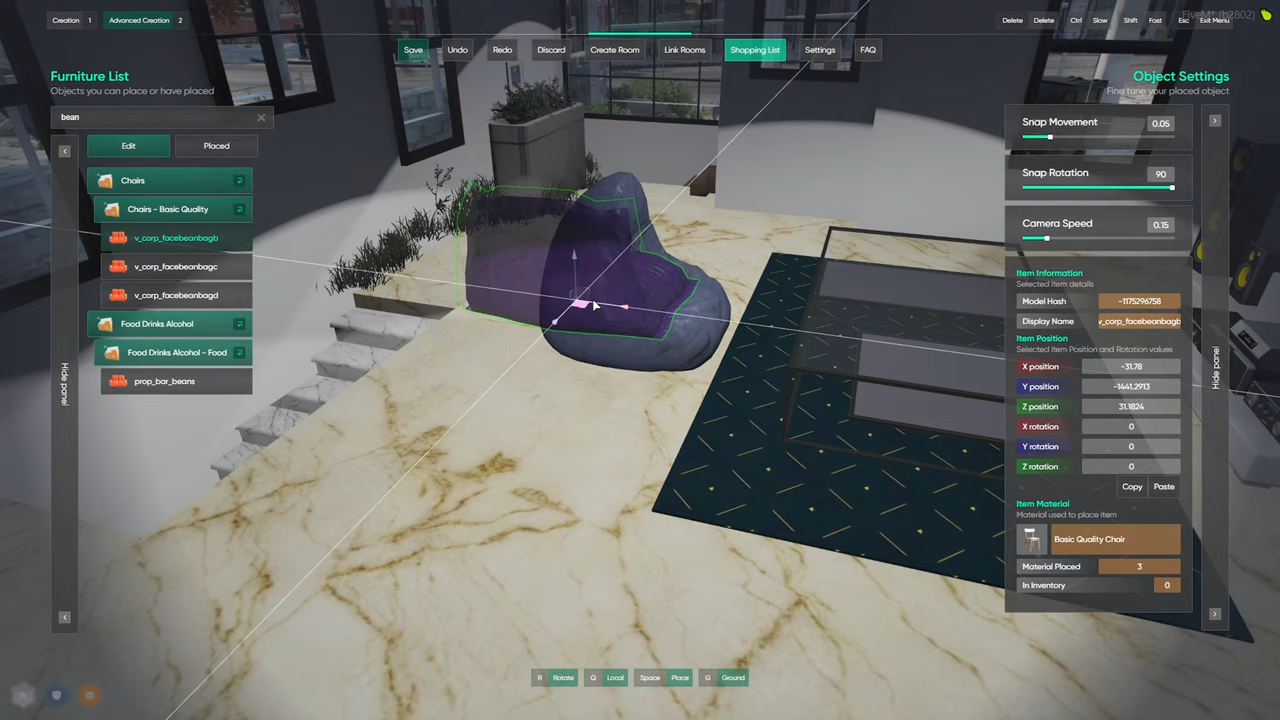 Creation 1 Advanced Creation 2
FiveM® (b2802)
Delete Delete Ctrl Slow Shift Fast Esc Exit Menu
Save Undo Redo Discard Create Room Link Rooms Shopping List Settings FAQ
Furniture List
Objects you can place or have placed
bean
Edit Placed
Chairs
Chairs - Basic Quality
v_corp_facebeanbagb
v_corp_facebeanbagc
v_corp_facebeanbagd
Food Drinks Alcohol
Food Drinks Alcohol - Food
prop_bar_beans
Hide panel
Object Settings
Fine tune your placed object
Snap Movement 0.05
Snap Rotation 90
Camera Speed 0.15
Item Information
Selected item details
Model Hash -1175296758
Display Name v_corp_facebeanbagb
Item Position
Selected Item Position and Rotation values
X position -31.78
Y position -1441.2913
Z position 31.1824
X rotation 0
Y rotation 0
Z rotation 0
Copy Paste
Item Material
Material used to place item
Basic Quality Chair
Material Placed 3
In Inventory 0
Hide panel
R Rotate Q Local Space Place G Ground